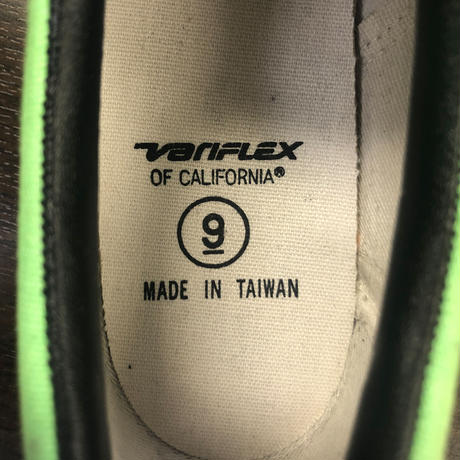 VARIFLEX
OF CALIFORNIA®
9
MADE IN TAIWAN